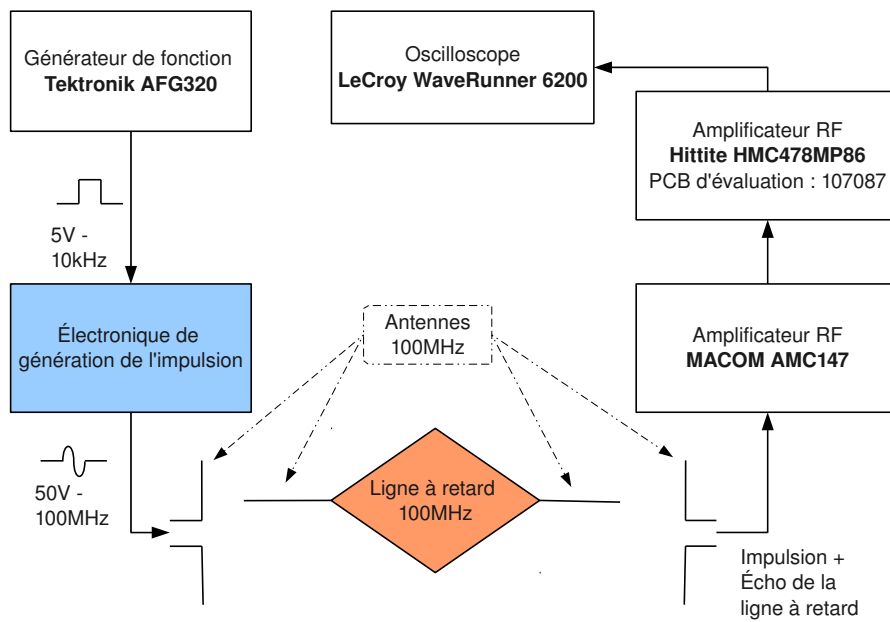 Générateur de fonction
Tektronik AFG320
Oscilloscope
LeCroy WaveRunner 6200
Amplificateur RF
Hittite HMC478MP86
PCB d'évaluation : 107087
5V -
10kHz
Électronique de
génération de l'impulsion
Antennes
100MHz
Amplificateur RF
MACOM AMC147
50V -
100MHz
Ligne à retard
100MHz
Impulsion +
Écho de la
ligne à retard